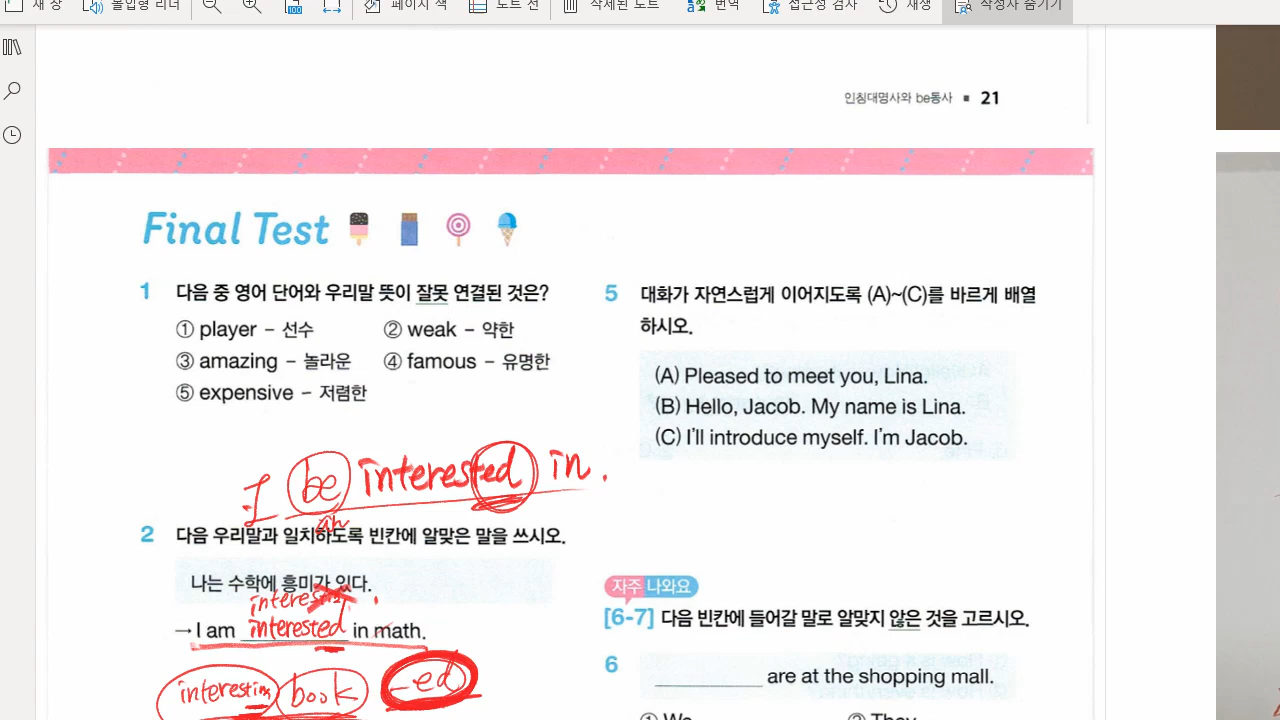 새 창 몰입형 리더 100 페이지 색 노트 선 삭제된 노트 번역 접근성 검사 재생 작성자 숨기기
인칭대명사와 be동사 ■ 21
Final Test
1 다음 중 영어 단어와 우리말 뜻이 잘못 연결된 것은?
① player - 선수 ② weak - 약한
③ amazing - 놀라운 ④ famous - 유명한
⑤ expensive - 저렴한
I be interested in.
am
2 다음 우리말과 일치하도록 빈칸에 알맞은 말을 쓰시오.
나는 수학에 흥미가 있다.
interesting
→ I am interested in math.
interesting book -ed
5 대화가 자연스럽게 이어지도록 (A)~(C)를 바르게 배열
하시오.
(A) Pleased to meet you, Lina.
(B) Hello, Jacob. My name is Lina.
(C) I'll introduce myself. I'm Jacob.
자주 나와요
[6-7] 다음 빈칸에 들어갈 말로 알맞지 않은 것을 고르시오.
6 ________ are at the shopping mall.
① We ② They